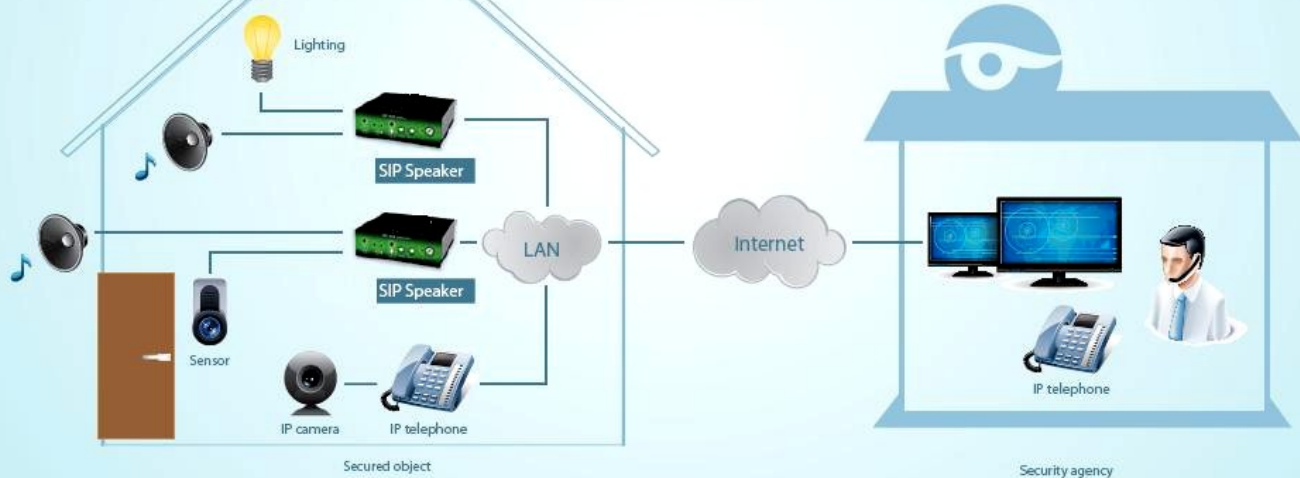 Lighting
SIP Speaker
LAN
Internet
SIP Speaker
Sensor
IP camera
IP telephone
IP telephone
Secured object
Security agency